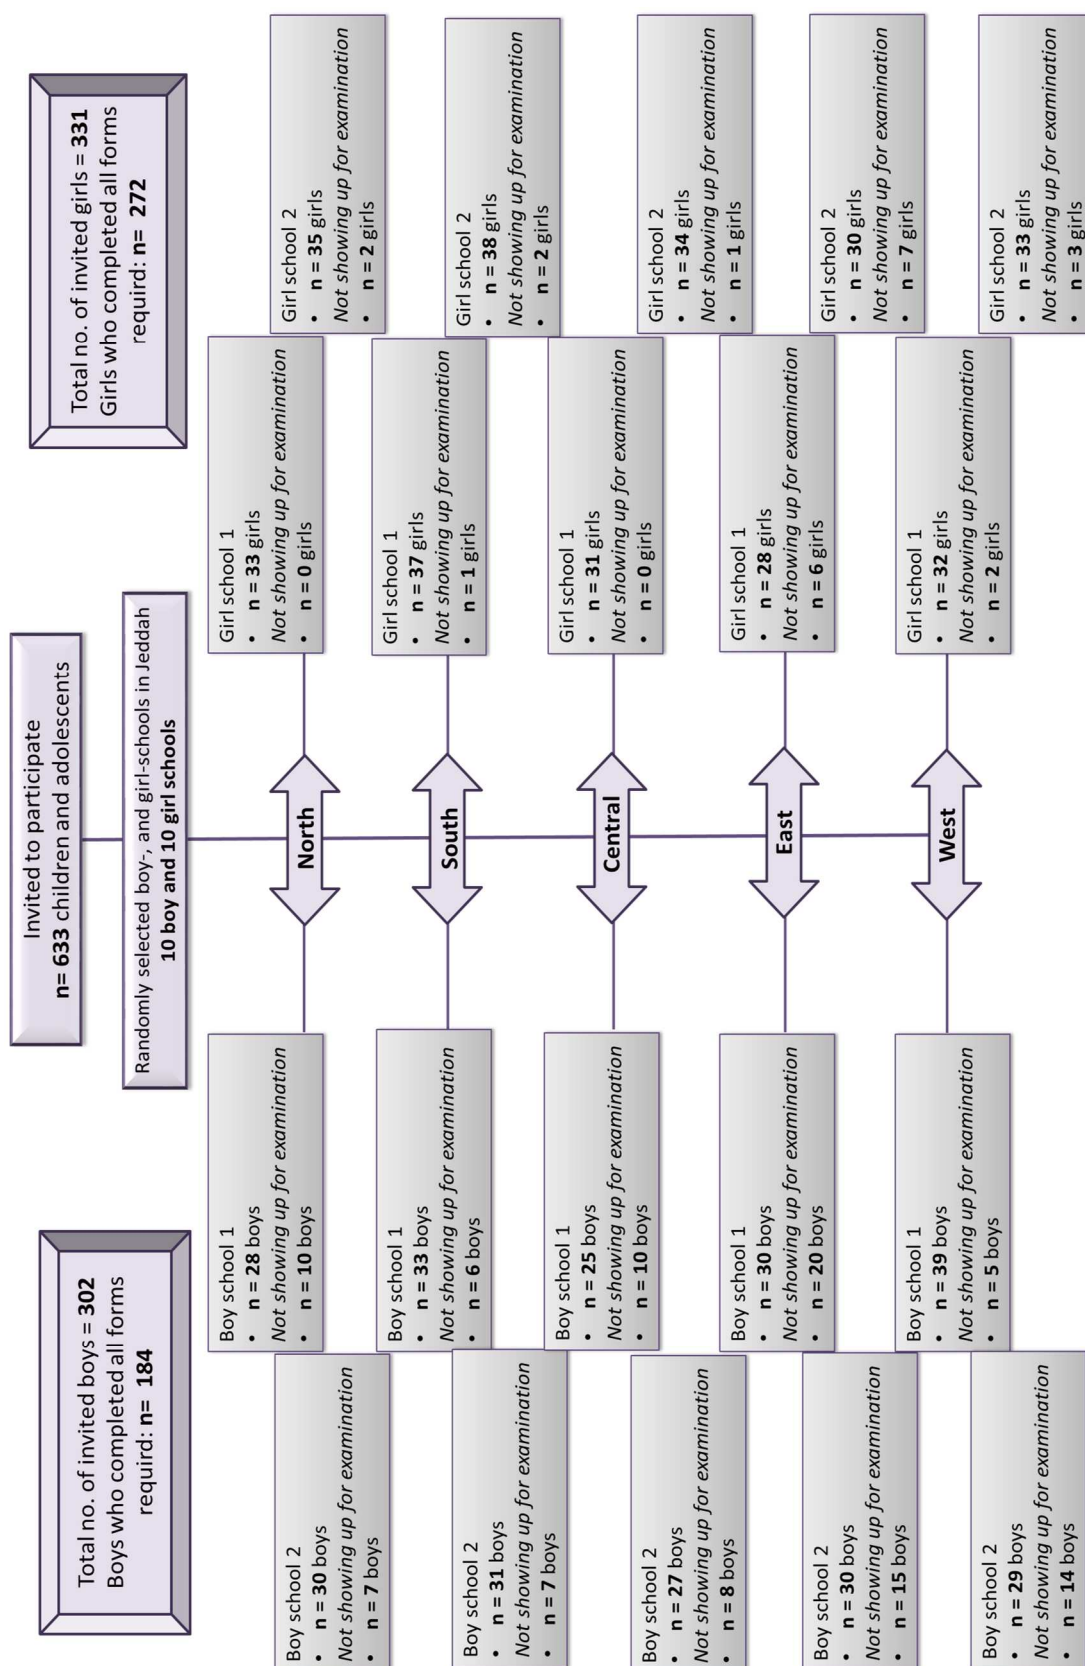 Invited to participate
n= 633 children and adolescents
Randomly selected boy-, and girl-schools in Jeddah
10 boy and 10 girl schools
Total no. of invited boys = 302
Boys who completed all forms
requird: n= 184
Total no. of invited girls = 331
Girls who completed all forms
requird: n= 272
North
Boy school 1
• n = 28 boys
Not showing up for examination
• n = 10 boys
Boy school 2
• n = 30 boys
Not showing up for examination
• n = 7 boys
Girl school 1
• n = 33 girls
Not showing up for examination
• n = 0 girls
Girl school 2
• n = 35 girls
Not showing up for examination
• n = 2 girls
South
Boy school 1
• n = 33 boys
Not showing up for examination
• n = 6 boys
Boy school 2
• n = 31 boys
Not showing up for examination
• n = 7 boys
Girl school 1
• n = 37 girls
Not showing up for examination
• n = 1 girls
Girl school 2
• n = 38 girls
Not showing up for examination
• n = 2 girls
Central
Boy school 1
• n = 25 boys
Not showing up for examination
• n = 10 boys
Boy school 2
• n = 27 boys
Not showing up for examination
• n = 8 boys
Girl school 1
• n = 31 girls
Not showing up for examination
• n = 0 girls
Girl school 2
• n = 34 girls
Not showing up for examination
• n = 1 girls
East
Boy school 1
• n = 30 boys
Not showing up for examination
• n = 20 boys
Boy school 2
• n = 30 boys
Not showing up for examination
• n = 15 boys
Girl school 1
• n = 28 girls
Not showing up for examination
• n = 6 girls
Girl school 2
• n = 30 girls
Not showing up for examination
• n = 7 girls
West
Boy school 1
• n = 39 boys
Not showing up for examination
• n = 5 boys
Boy school 2
• n = 29 boys
Not showing up for examination
• n = 14 boys
Girl school 1
• n = 32 girls
Not showing up for examination
• n = 2 girls
Girl school 2
• n = 33 girls
Not showing up for examination
• n = 3 girls